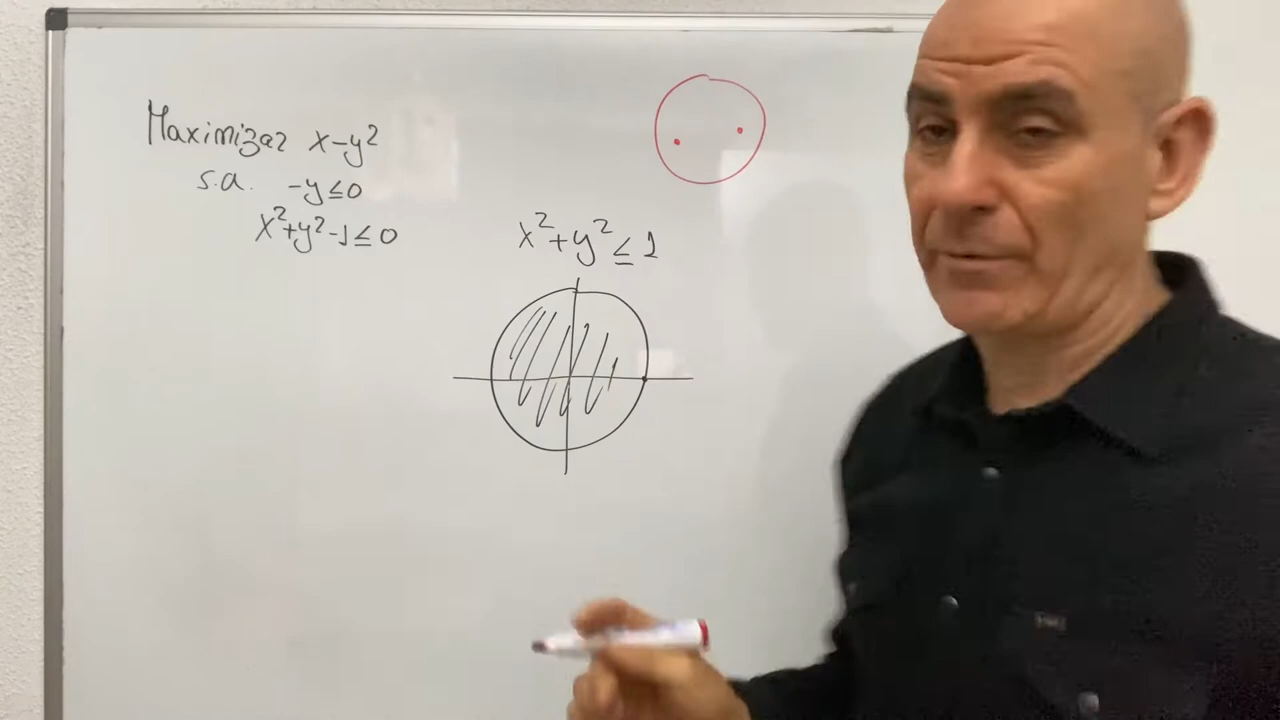 Maximizar x-y²
s.a. -y≤0
x²+y²-1≤0
x²+y²≤1